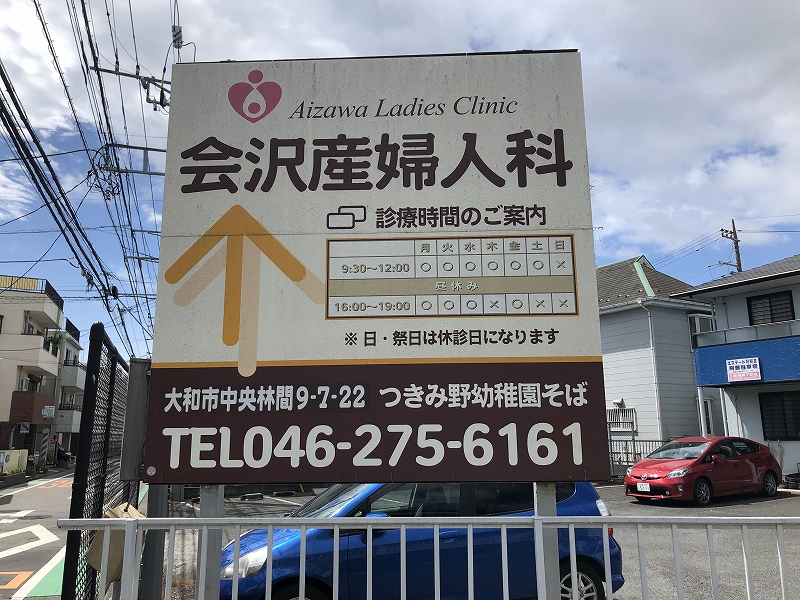 Aizawa Ladies Clinic
会沢産婦人科
診療時間のご案内
月 火 水 木 金 土 日
9:30〜12:00 ○ ○ ○ ○ ○ ○ ×
昼休み
16:00〜19:00 ○ ○ ○ × ○ × ×
※ 日・祭日は休診日になります
大和市中央林間9-7-22 つきみ野幼稚園そば
TEL046-275-6161